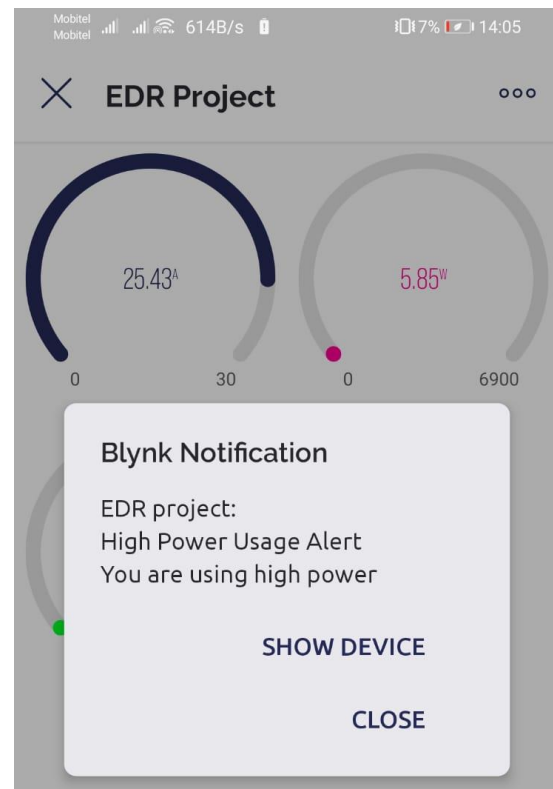 Mobitel
Mobitel
614B/s
7%
14:05
EDR Project
25.43A
5.85W
0
30
0
6900
Blynk Notification
EDR project:
High Power Usage Alert
You are using high power
SHOW DEVICE
CLOSE